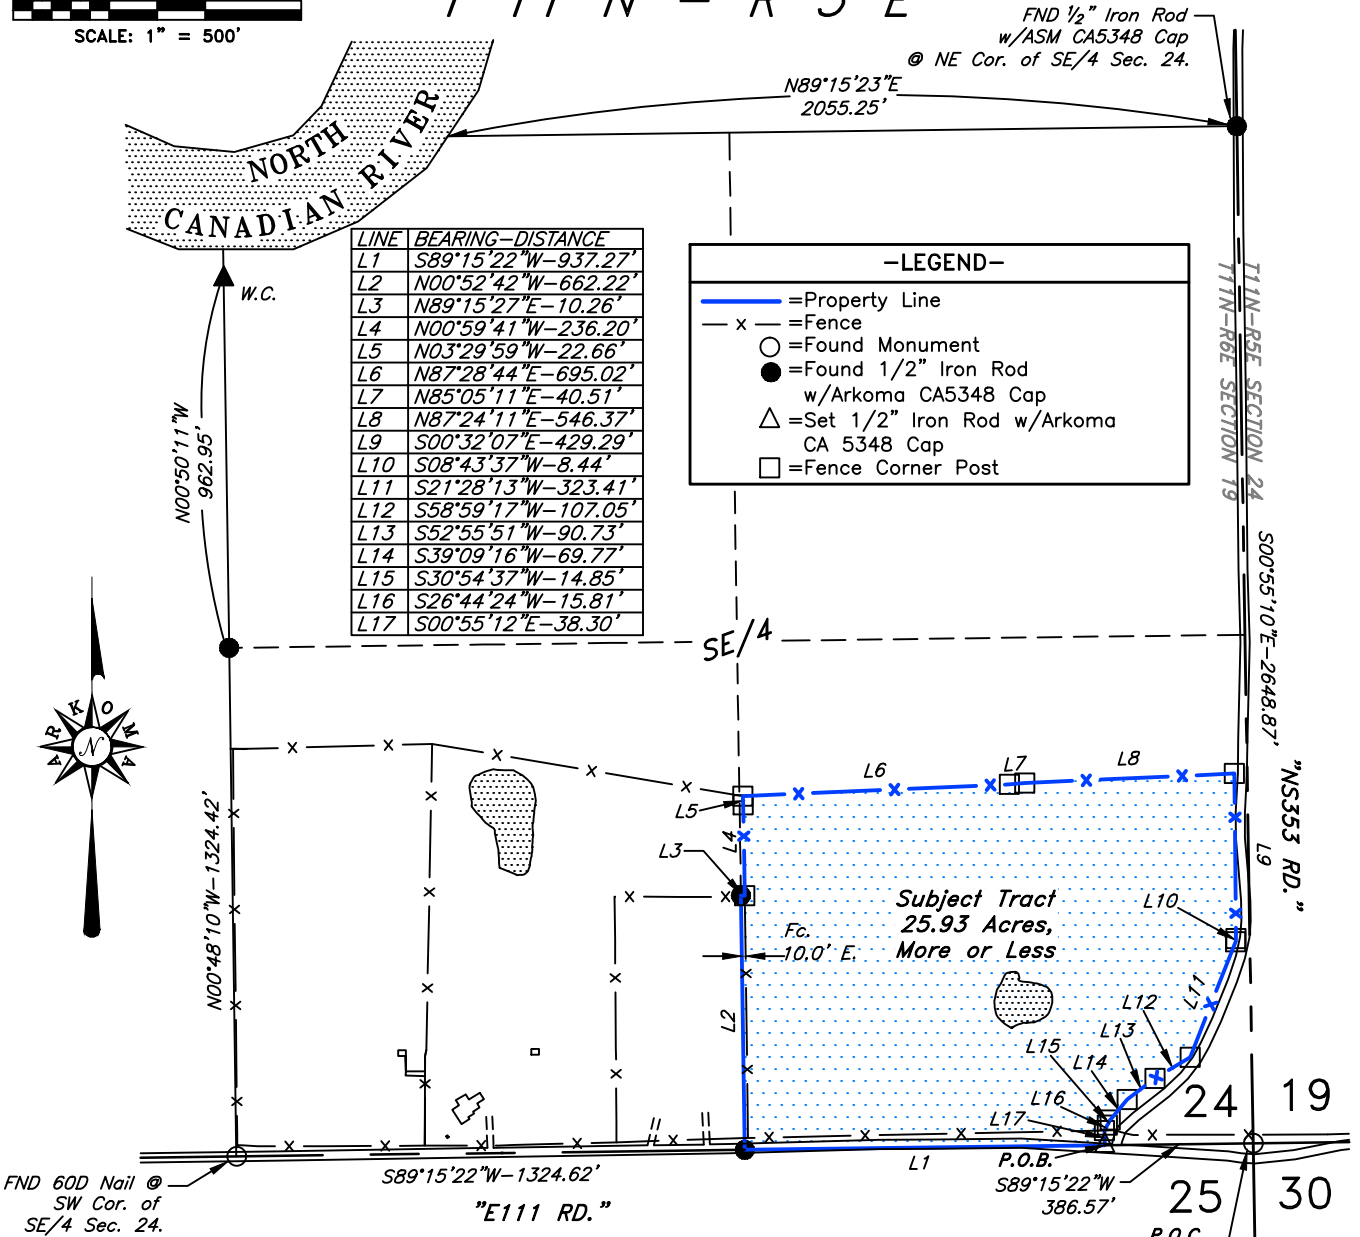 T 11 N - R 5 E
SCALE: 1" = 500'
FND 1/2" Iron Rod
w/ASM CA5348 Cap
@ NE Cor. of SE/4 Sec. 24.
N89°15'23"E
2055.25'
NORTH
CANADIAN RIVER
W.C.
N00°50'11"W
962.95'
LINE BEARING-DISTANCE
L1 S89°15'22"W-937.27'
L2 N00°52'42"W-662.22'
L3 N89°15'27"E-10.26'
L4 N00°59'41"W-236.20'
L5 N03°29'59"W-22.66'
L6 N87°28'44"E-695.02'
L7 N85°05'11"E-40.51'
L8 N87°24'11"E-546.37'
L9 S00°32'07"E-429.29'
L10 S08°43'37"W-8.44'
L11 S21°28'13"W-323.41'
L12 S58°59'17"W-107.05'
L13 S52°55'51"W-90.73'
L14 S39°09'16"W-69.77'
L15 S30°54'37"W-14.85'
L16 S26°44'24"W-15.81'
L17 S00°55'12"E-38.30'
-LEGEND-
=Property Line
x =Fence
=Found Monument
=Found 1/2" Iron Rod
w/Arkoma CA5348 Cap
=Set 1/2" Iron Rod w/Arkoma
CA 5348 Cap
=Fence Corner Post
T11N-R5E SECTION 24
T11N-R6E SECTION 19
S00°55'10"E-2648.87'
SE/4
ARKOMA
N
N00°48'10"W-1324.42'
L6
L7
L8
L5
L4
L3
L9
"NS353 RD."
L10
Subject Tract
25.93 Acres,
More or Less
Fc.
10.0' E.
L2
L11
L12
L13
L15
L14
L16
L17
24
19
L1
P.O.B.
S89°15'22"W-1324.62'
S89°15'22"W
386.57'
FND 60D Nail @
SW Cor. of
SE/4 Sec. 24.
"E111 RD."
25
30
P.O.C.